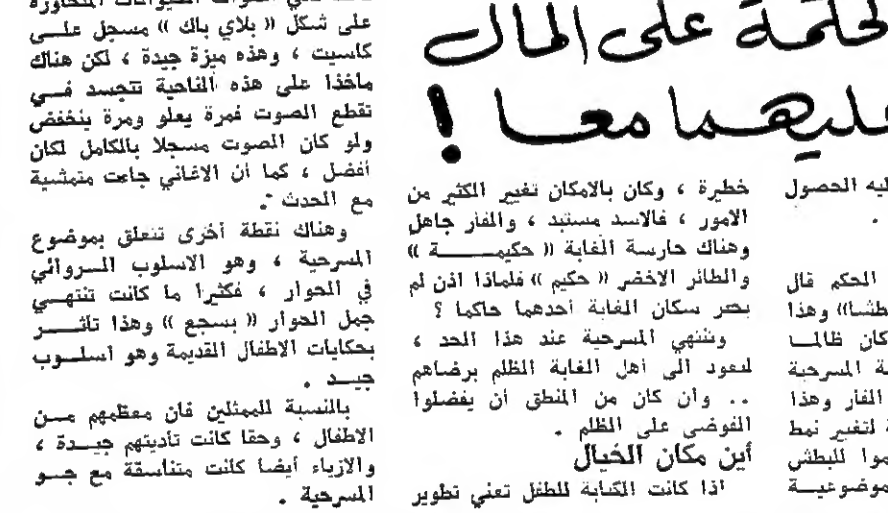 لحكمة على المال
عليهما معا !
ليه الحصول
.
الحكم قال
بطشا)) وهذا
كان ظالما
ة المسرحية
الفار وهذا
ة لتغيير نمط
موا للبطش
موضوعية
خطيرة ، وكان بالامكان تغيير الكثير من
الامور ، فالاسد مستبد ، والفار جاهل
وهناك حارسة الغابة (( حكيمة ))
والطائر الاخضر (( حكيم )) فلماذا اذن لم
سكان الغابة أحدهما حاكما ؟
وتنتهي المسرحية عند هذا الحد ،
ليعود الى أهل الغابة الظلم برضاهم
.. وان كان من المنطق أن يفضلوا
الفوضى على الظلم .
أين مكان الخيال
اذا كانت الكتابة للطفل تعني تطوير
على شكل (( بلاي باك )) مسجل على
كاسيت ، وهذه ميزة جيدة ، لكن هناك
ماخذا على هذه الناحية تتجسد في
تقطع الصوت فمرة يعلو ومرة ينخفض
ولو كان الصوت مسجلا بالكامل لكان
أفضل ، كما أن الاغاني جاءت متمشية
مع الحدث .
وهناك نقطة أخرى تتعلق بموضوع
المسرحية ، وهو الاسلوب الروائي
في الحوار ، فكثيرا ما كانت تنتهي
جمل الحوار (( بسجع )) وهذا تأثر
بحكايات الاطفال القديمة وهو أسلوب
جيد .
بالنسبة للممثلين فان معظمهم من
الاطفال ، وحقا كانت تأديتهم جيدة ،
والازياء أيضا كانت متناسقة مع جو
المسرحية .